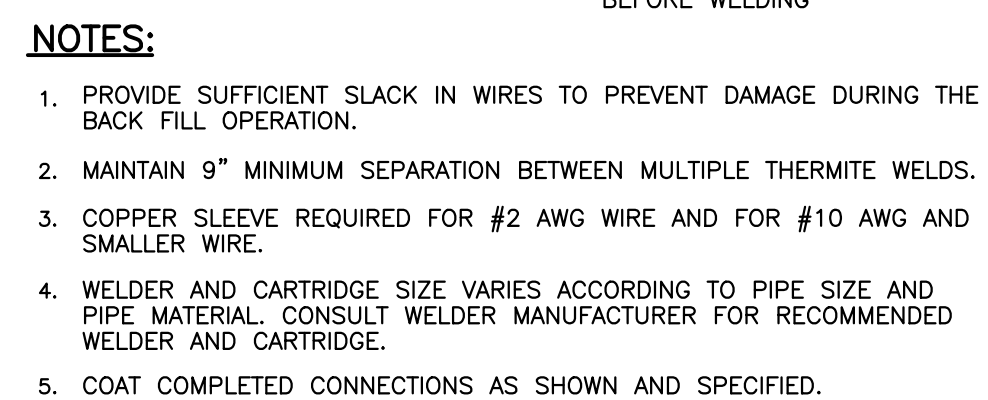 BEFORE WELDING
NOTES:
1. PROVIDE SUFFICIENT SLACK IN WIRES TO PREVENT DAMAGE DURING THE
BACK FILL OPERATION.
2. MAINTAIN 9" MINIMUM SEPARATION BETWEEN MULTIPLE THERMITE WELDS.
3. COPPER SLEEVE REQUIRED FOR #2 AWG WIRE AND FOR #10 AWG AND
SMALLER WIRE.
4. WELDER AND CARTRIDGE SIZE VARIES ACCORDING TO PIPE SIZE AND
PIPE MATERIAL. CONSULT WELDER MANUFACTURER FOR RECOMMENDED
WELDER AND CARTRIDGE.
5. COAT COMPLETED CONNECTIONS AS SHOWN AND SPECIFIED.